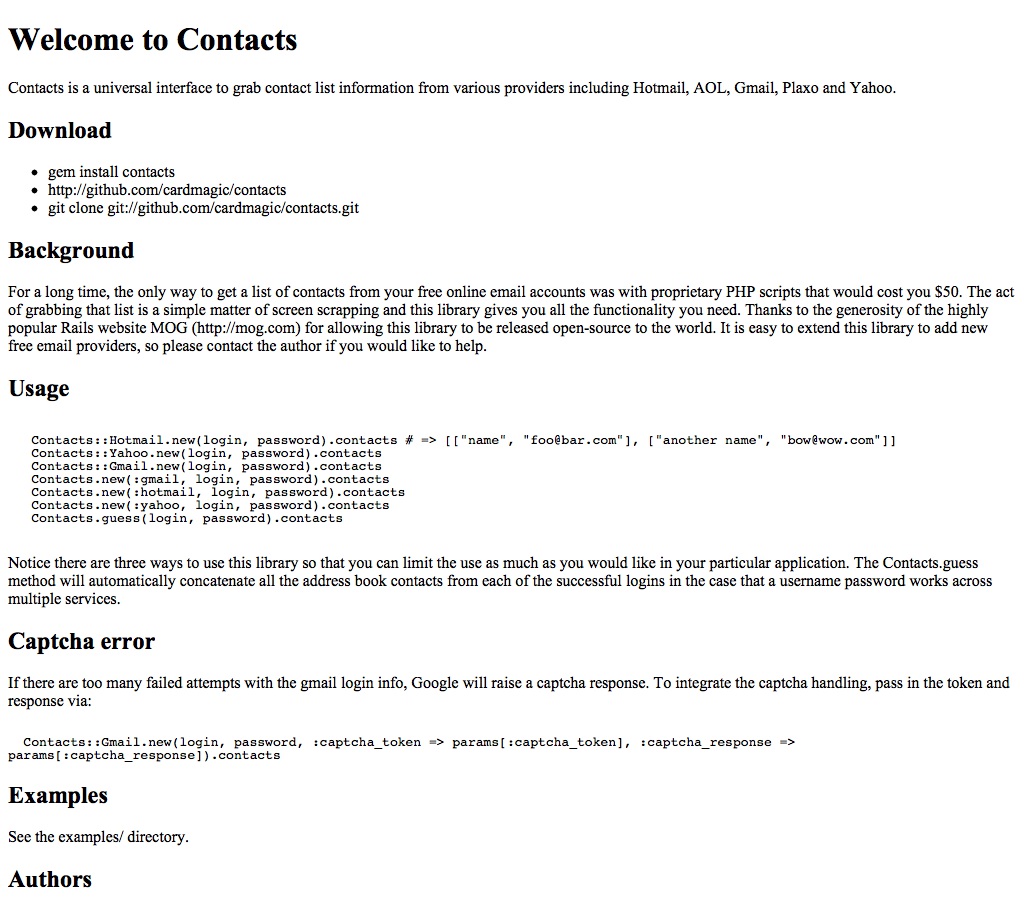 Welcome to Contacts
Contacts is a universal interface to grab contact list information from various providers including Hotmail, AOL, Gmail, Plaxo and Yahoo.
Download
• gem install contacts
• http://github.com/cardmagic/contacts
• git clone git://github.com/cardmagic/contacts.git
Background
For a long time, the only way to get a list of contacts from your free online email accounts was with proprietary PHP scripts that would cost you $50. The act
of grabbing that list is a simple matter of screen scrapping and this library gives you all the functionality you need. Thanks to the generosity of the highly
popular Rails website MOG (http://mog.com) for allowing this library to be released open-source to the world. It is easy to extend this library to add new
free email providers, so please contact the author if you would like to help.
Usage
Contacts::Hotmail.new(login, password).contacts # => [["name", "foo@bar.com"], ["another name", "bow@wow.com"]]
Contacts::Yahoo.new(login, password).contacts
Contacts::Gmail.new(login, password).contacts
Contacts.new(:gmail, login, password).contacts
Contacts.new(:hotmail, login, password).contacts
Contacts.new(:yahoo, login, password).contacts
Contacts.guess(login, password).contacts
Notice there are three ways to use this library so that you can limit the use as much as you would like in your particular application. The Contacts.guess
method will automatically concatenate all the address book contacts from each of the successful logins in the case that a username password works across
multiple services.
Captcha error
If there are too many failed attempts with the gmail login info, Google will raise a captcha response. To integrate the captcha handling, pass in the token and
response via:
Contacts::Gmail.new(login, password, :captcha_token => params[:captcha_token], :captcha_response =>
params[:captcha_response]).contacts
Examples
See the examples/ directory.
Authors